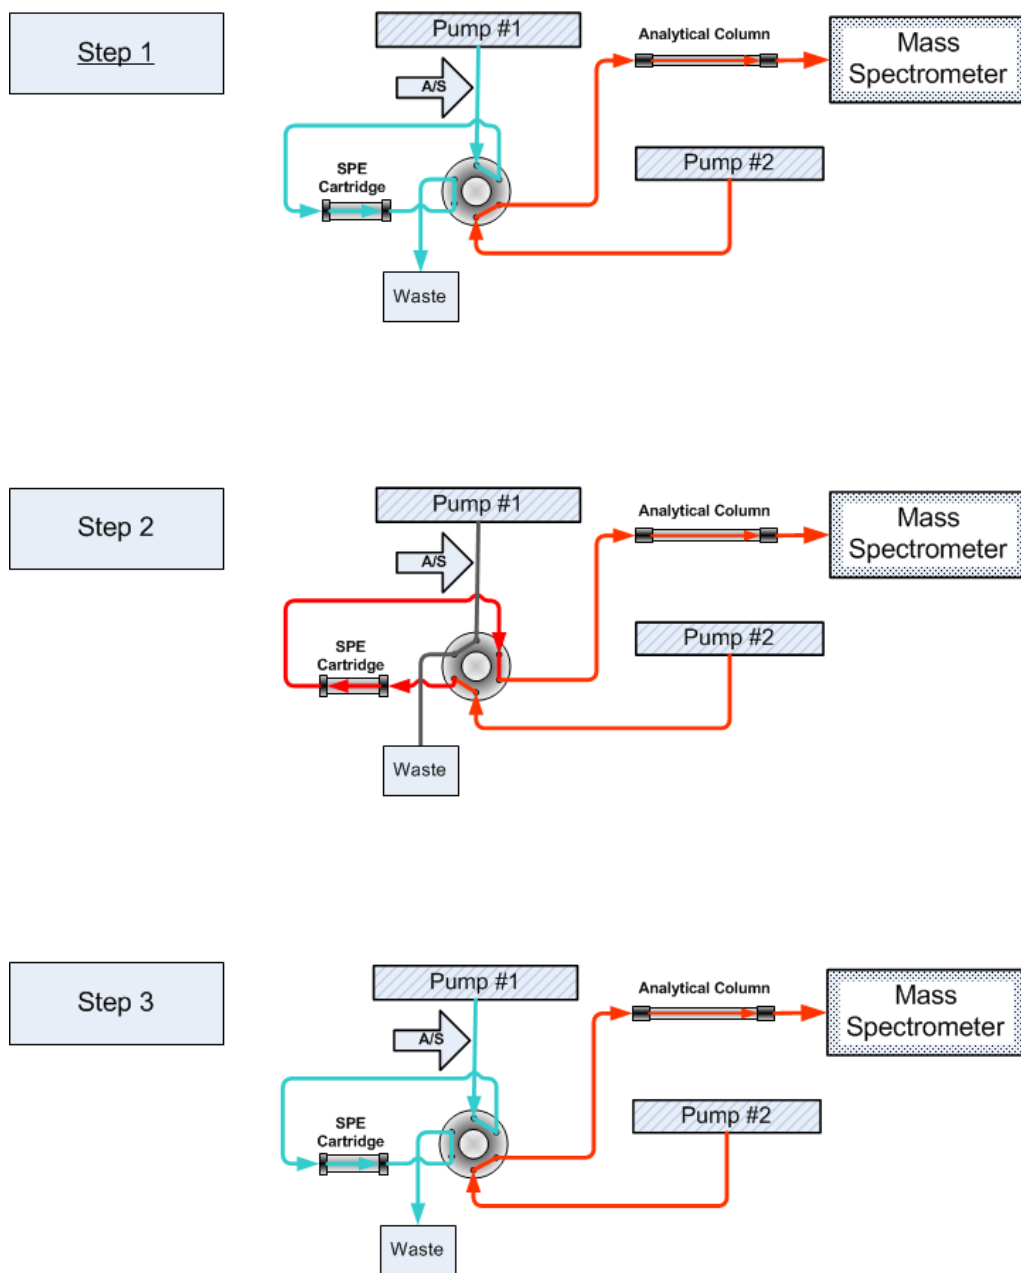 Step 1
Pump #1
Analytical Column
Mass
Spectrometer
A/S
SPE
Cartridge
Pump #2
Waste
Step 2
Pump #1
Analytical Column
Mass
Spectrometer
A/S
SPE
Cartridge
Pump #2
Waste
Step 3
Pump #1
Analytical Column
Mass
Spectrometer
A/S
SPE
Cartridge
Pump #2
Waste